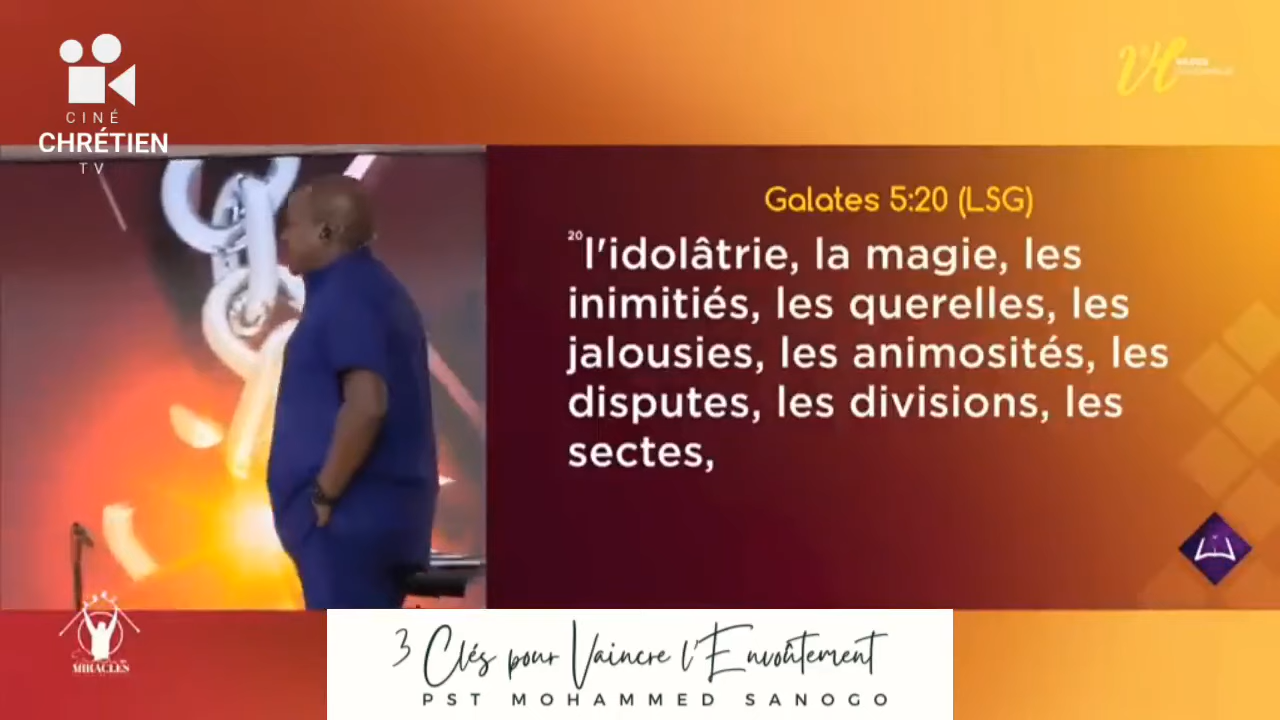 CINÉ
CHRÉTIEN
TV
Galates 5:20 (LSG)
20 l'idolâtrie, la magie, les
inimitiés, les querelles, les
jalousies, les animosités, les
disputes, les divisions, les
sectes,
MIRACLES
3 Clés pour Vaincre l'Envoûtement
PST MOHAMMED SANOGO